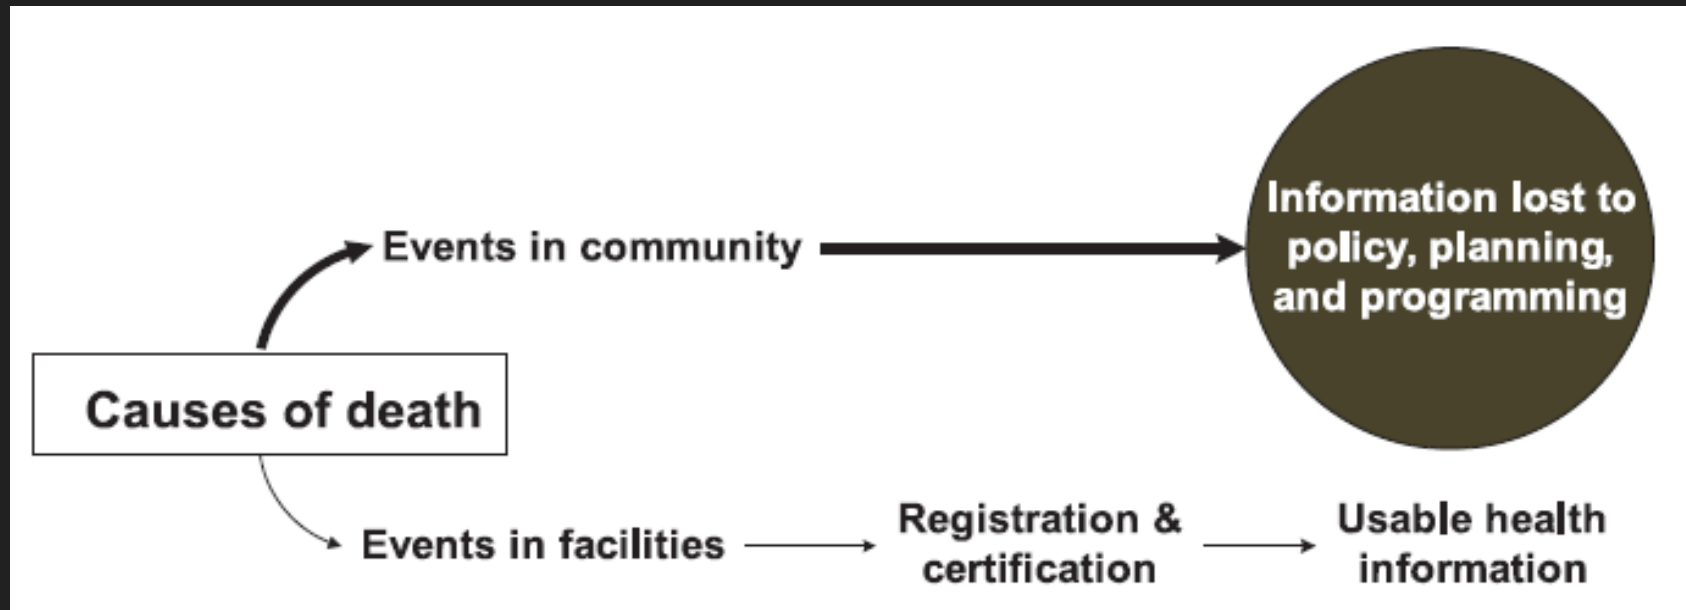 Information lost to
policy, planning,
and programming
Events in community
Causes of death
Events in facilities
Registration &
certification
Usable health
information